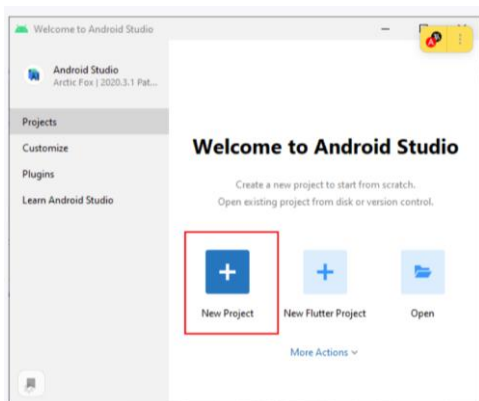 Welcome to Android Studio
Android Studio
Arctic Fox | 2020.3.1 Pat...
Projects
Customize
Plugins
Learn Android Studio
Welcome to Android Studio
Create a new project to start from scratch.
Open existing project from disk or version control.
New Project
New Flutter Project
Open
More Actions